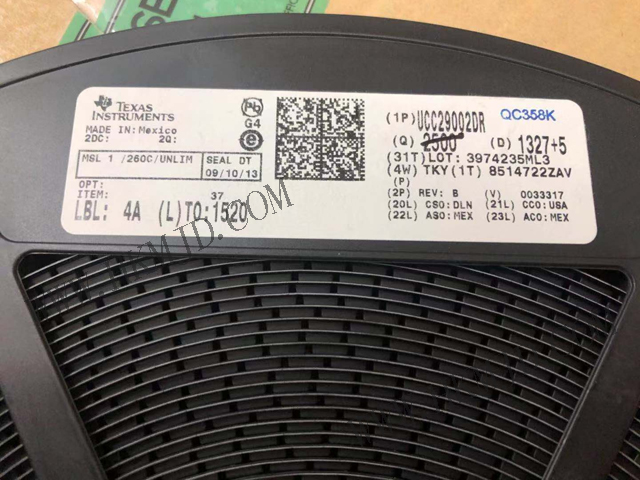 TEXAS
INSTRUMENTS
MADE IN: Mexico
2DC: 2Q:
Pb
G4
e
MSL 1 /260C/UNLIM
SEAL DT
09/10/13
OPT:
ITEM: 37
LBL: 4A (L)TO:1520
(1P) UCC29002DR
QC358K
(Q) 2500 (D) 1327+5
(31T)LOT: 3974235ML3
(4W) TKY(1T) 8514722ZAV
(P)
(2P) REV: B (V) 0033317
(20L) CSO:DLN (21L) CCO:USA
(22L) ASO:MEX (23L) ACO:MEX